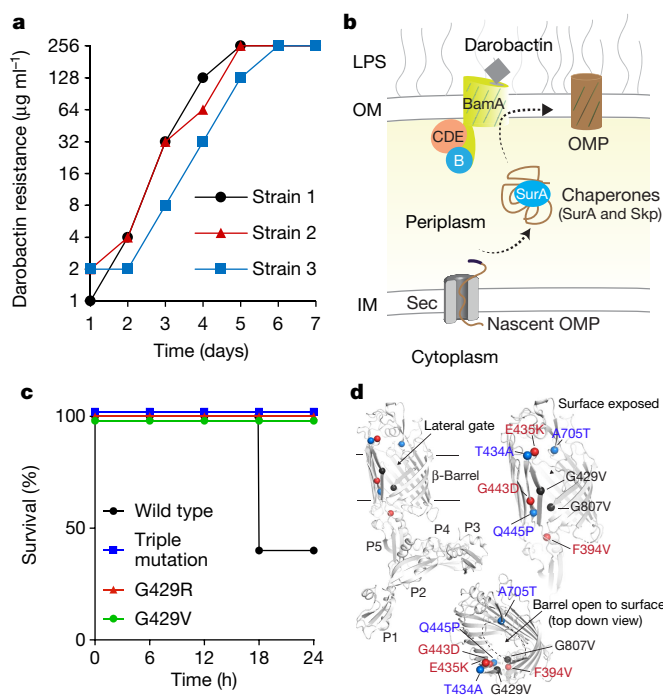 a
Darobactin resistance (µg ml⁻¹)
256
128
64
32
16
8
4
2
1
1 2 3 4 5 6 7
Time (days)
Strain 1
Strain 2
Strain 3
b
LPS
Darobactin
OM
BamA
CDE
B
OMP
SurA
Chaperones
(SurA and Skp)
Periplasm
IM
Sec
Nascent OMP
Cytoplasm
c
Survival (%)
100
80
60
40
20
0
0 6 12 18 24
Time (h)
Wild type
Triple
mutation
G429R
G429V
d
Lateral gate
β-Barrel
P5
P4
P3
P2
P1
Surface exposed
E435K
A705T
T434A
G429V
G443D
G807V
Q445P
F394V
A705T
Barrel open to surface
(top down view)
Q445P
G443D
G807V
E435K
F394V
T434A
G429V